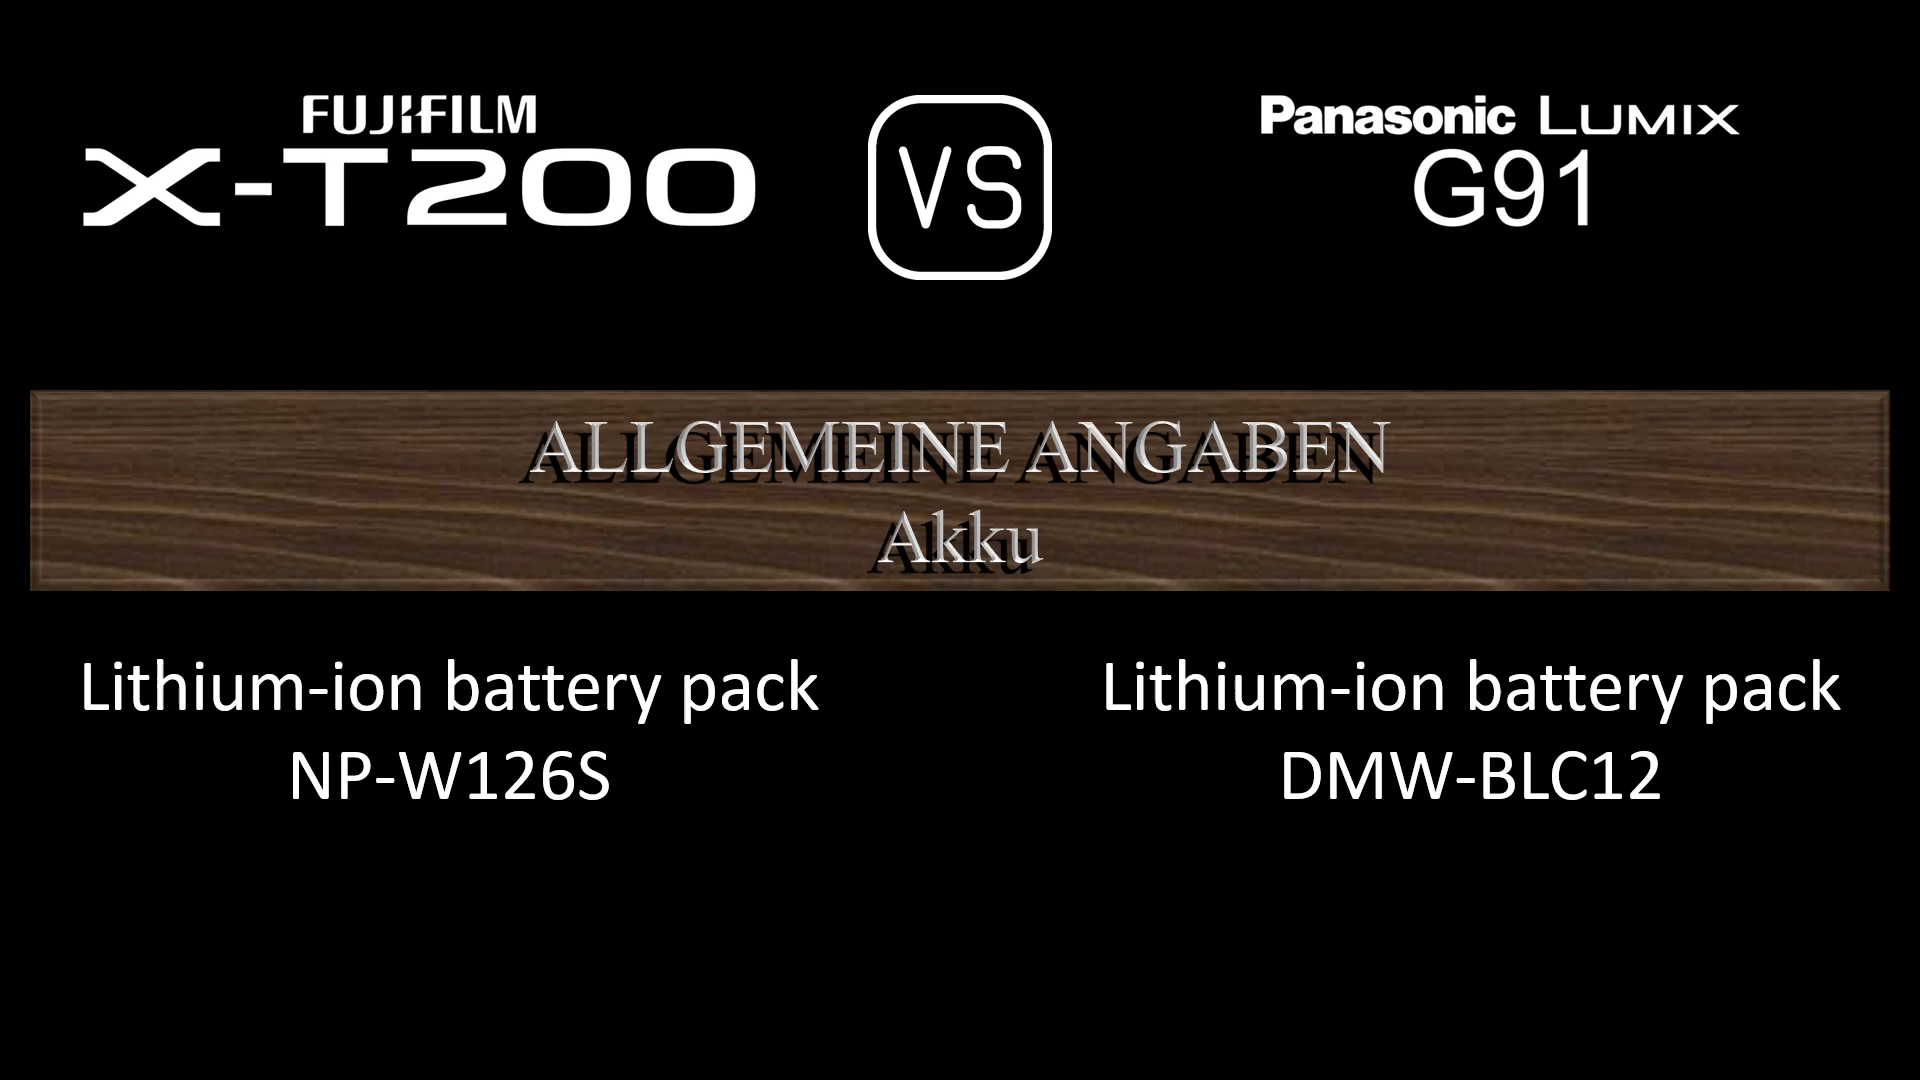 FUJIFILM
X-T200
VS
Panasonic LUMIX
G91
ALLGEMEINE ANGABEN
Akku
Lithium-ion battery pack
NP-W126S
Lithium-ion battery pack
DMW-BLC12